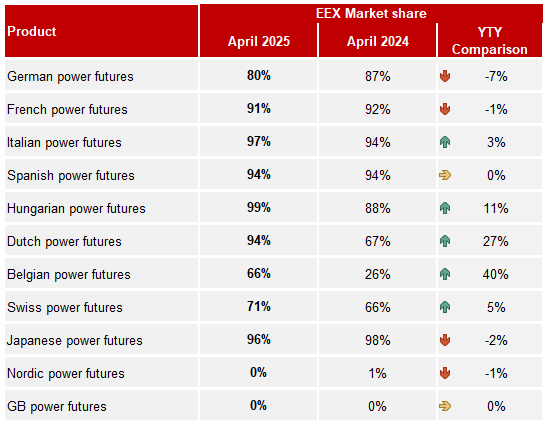 EEX Market share
Product April 2025 April 2024 YTY Comparison
German power futures 80% 87% -7%
French power futures 91% 92% -1%
Italian power futures 97% 94% 3%
Spanish power futures 94% 94% 0%
Hungarian power futures 99% 88% 11%
Dutch power futures 94% 67% 27%
Belgian power futures 66% 26% 40%
Swiss power futures 71% 66% 5%
Japanese power futures 96% 98% -2%
Nordic power futures 0% 1% -1%
GB power futures 0% 0% 0%